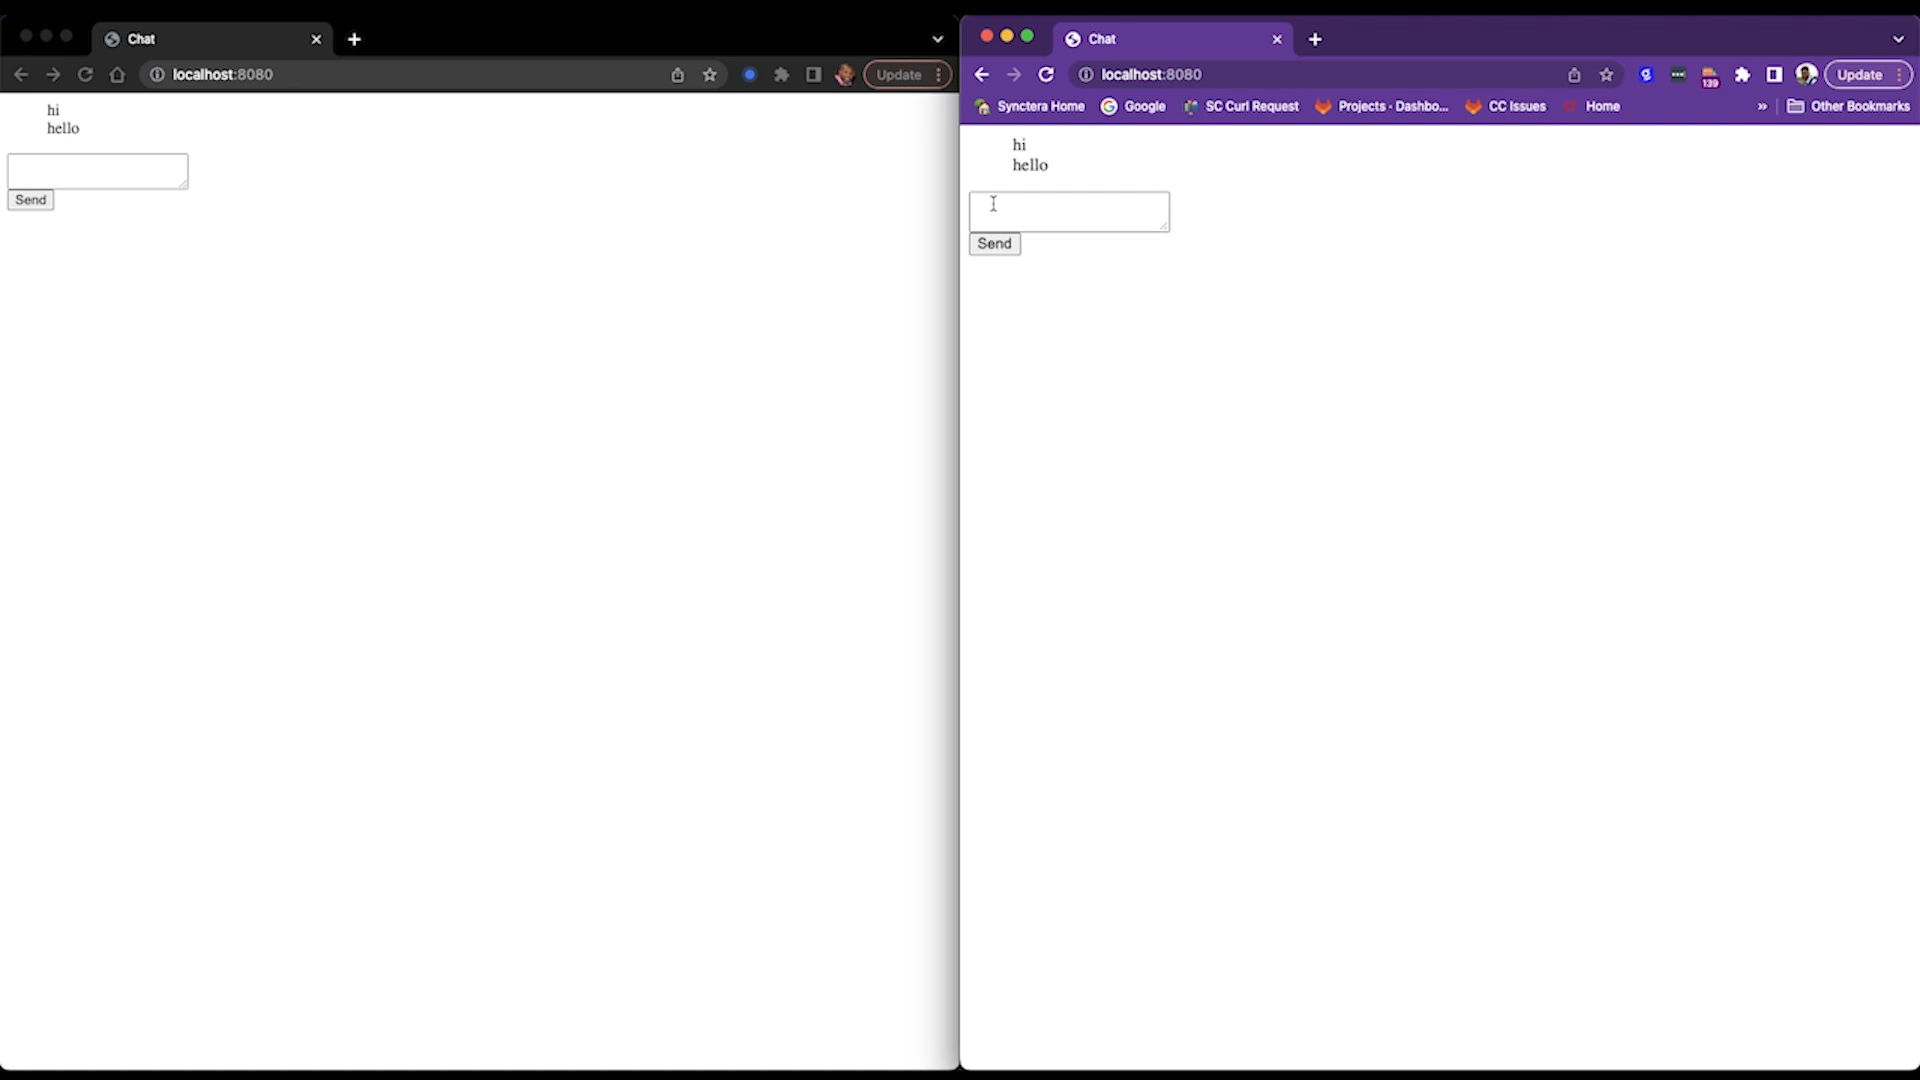 Chat
localhost:8080
Update
hi
hello
Send
Chat
localhost:8080
139
Update
Synctera Home
Google
SC Curl Request
Projects · Dashbo...
CC Issues
Home
»
Other Bookmarks
hi
hello
Send